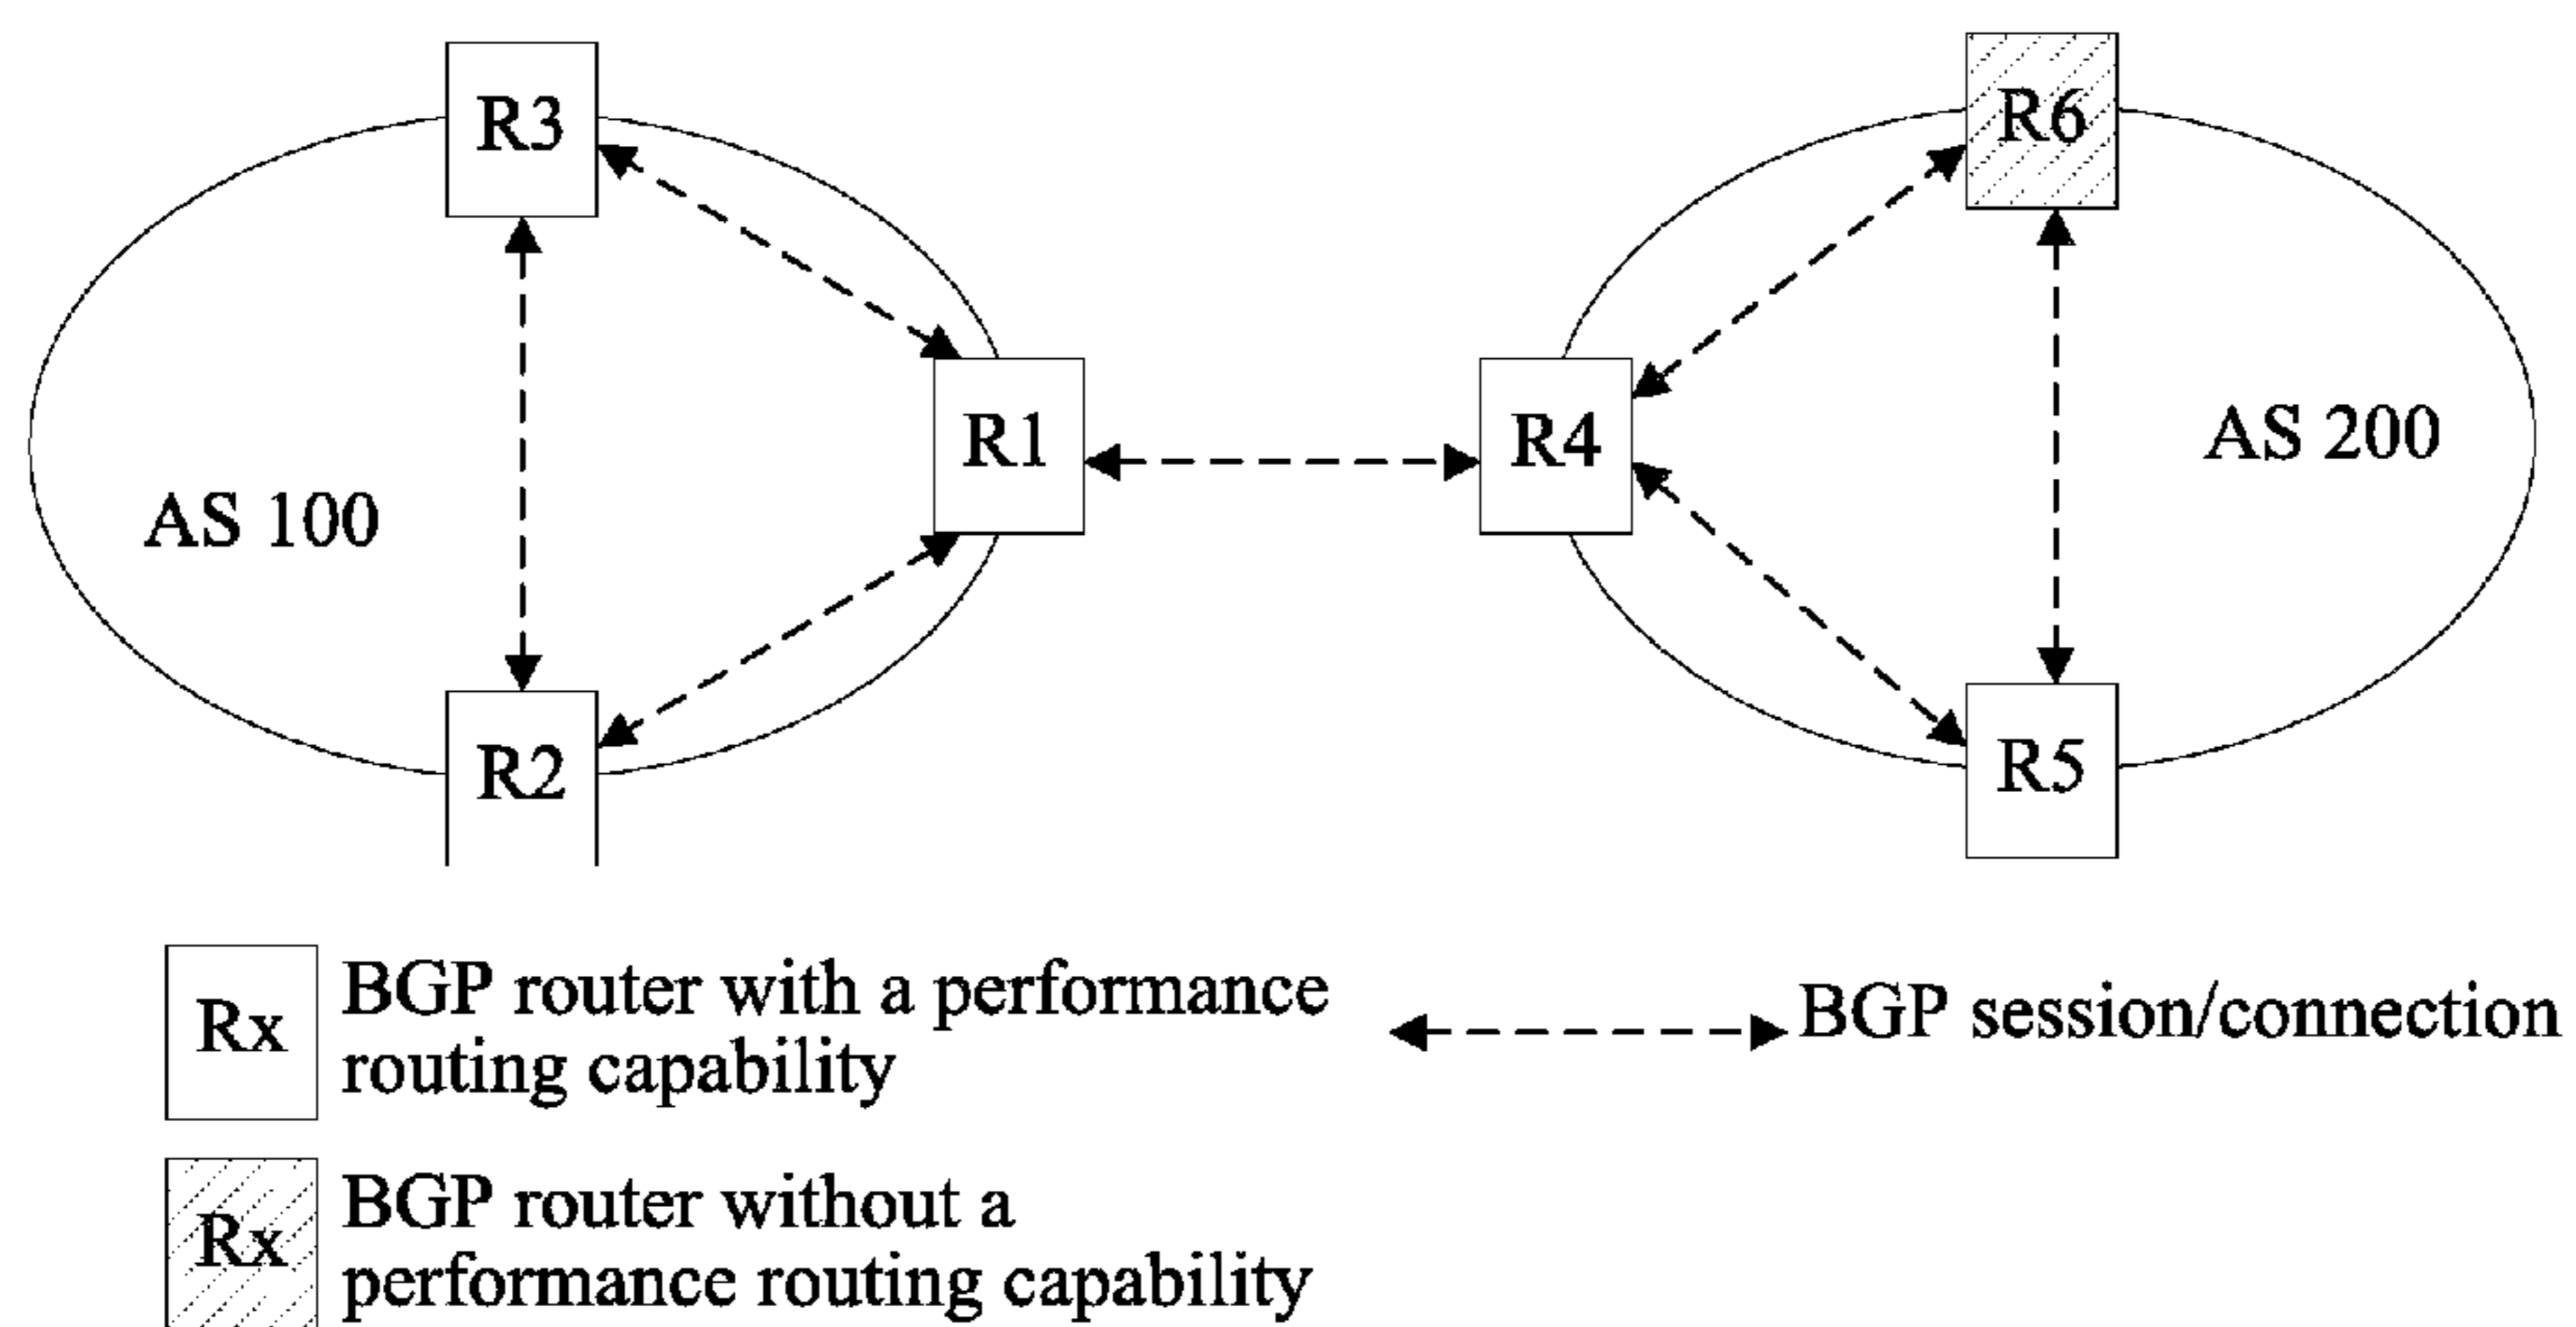 R3
R6
R1
R4
AS 200
AS 100
R2
R5
Rx
BGP router with a performance
routing capability
BGP session/connection
Rx
BGP router without a
performance routing capability